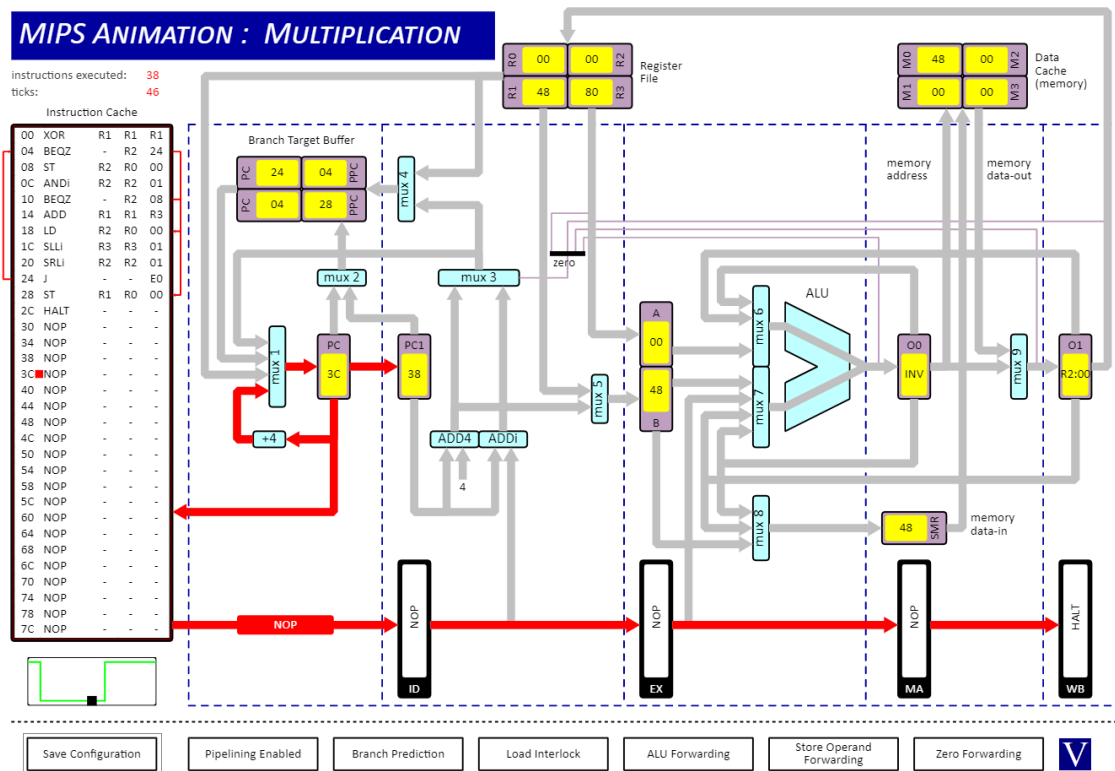 MIPS ANIMATION : MULTIPLICATION
instructions executed: 38
ticks: 46
Instruction Cache
00 XOR R1 R1 R1
04 BEQZ - R2 24
08 ST R2 R0 00
0C ANDi R2 R2 01
10 BEQZ - R2 08
14 ADD R1 R1 R3
18 LD R2 R0 00
1C SLLi R3 R3 01
20 SRLi R2 R2 01
24 J - - E0
28 ST R1 R0 00
2C HALT - - -
30 NOP - - -
34 NOP - - -
38 NOP - - -
3C NOP - - -
40 NOP - - -
44 NOP - - -
48 NOP - - -
4C NOP - - -
50 NOP - - -
54 NOP - - -
58 NOP - - -
5C NOP - - -
60 NOP - - -
64 NOP - - -
68 NOP - - -
6C NOP - - -
70 NOP - - -
74 NOP - - -
78 NOP - - -
7C NOP - - -
R0 00 00 R2
R1 48 80 R3
Register
File
M0 48 00 M2
M1 00 00 M3
Data
Cache
(memory)
Branch Target Buffer
PC 24 04 PPC
PC 04 28 PPC
mux 4
memory
address
memory
data-out
zero
mux 2
mux 3
mux 1
PC
3C
PC1
38
+4
ADD4
ADDi
4
mux 5
A
00
48
B
mux 6
ALU
mux 7
O0
INV
mux 9
O1
R2:00
mux 8
48 SMR
memory
data-in
NOP
NOP
ID
NOP
EX
NOP
MA
HALT
WB
Save Configuration
Pipelining Enabled
Branch Prediction
Load Interlock
ALU Forwarding
Store Operand
Forwarding
Zero Forwarding
V